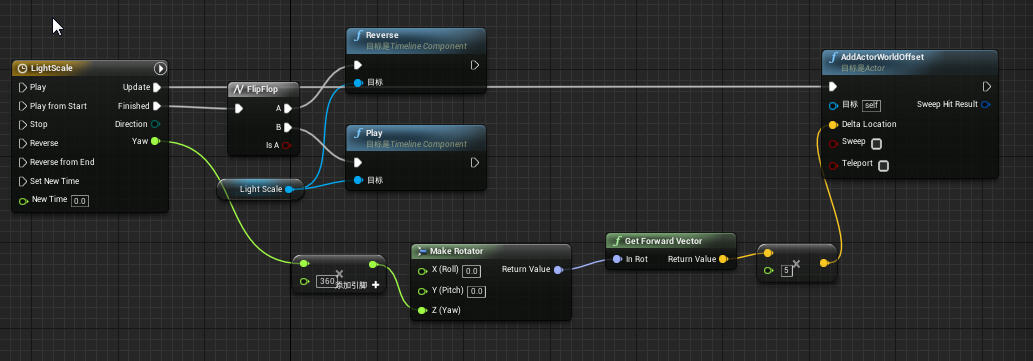 LightScale
Play
Update
Play from Start
Finished
Stop
Direction
Reverse
Yaw
Reverse from End
Set New Time
New Time 0.0
FlipFlop
A
B
Is A
Reverse
目标是Timeline Component
目标
Play
目标是Timeline Component
目标
Light Scale
360
×
添加引脚 +
Make Rotator
X (Roll) 0.0
Return Value
Y (Pitch) 0.0
Z (Yaw)
Get Forward Vector
In Rot
Return Value
5
×
AddActorWorldOffset
目标是Actor
目标 self
Sweep Hit Result
Delta Location
Sweep
Teleport